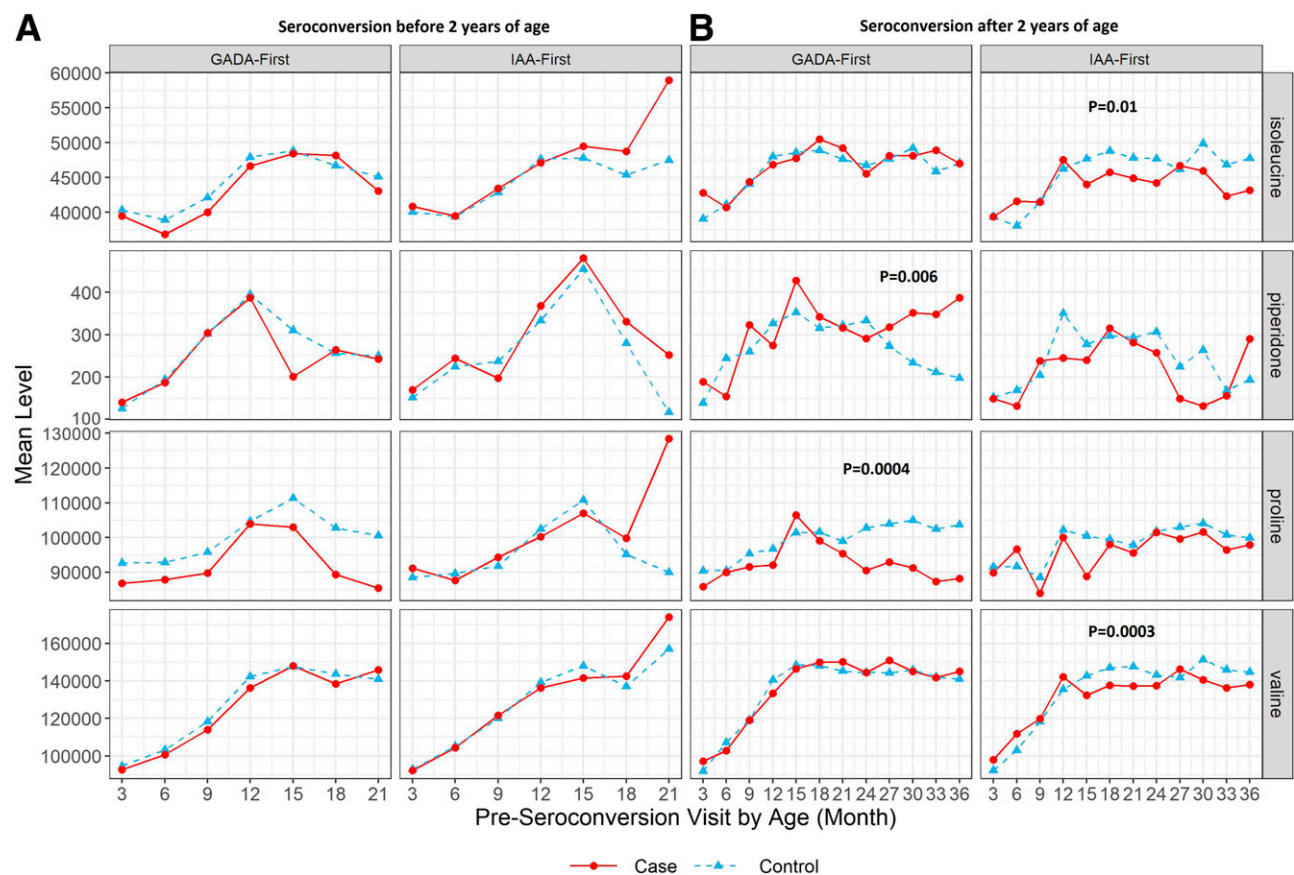 A Seroconversion before 2 years of age B Seroconversion after 2 years of age
GADA-First IAA-First GADA-First IAA-First
60000
55000
50000
45000
40000
P=0.01
isoleucine
400
300
200
100
P=0.006
piperidone
130000
120000
110000
100000
90000
P=0.0004
proline
160000
140000
120000
100000
P=0.0003
valine
Mean Level
3 6 9 12 15 18 21 3 6 9 12 15 18 21 3 6 9 12 15 18 21 24 27 30 33 36 3 6 9 12 15 18 21 24 27 30 33 36
Pre-Seroconversion Visit by Age (Month)
Case Control